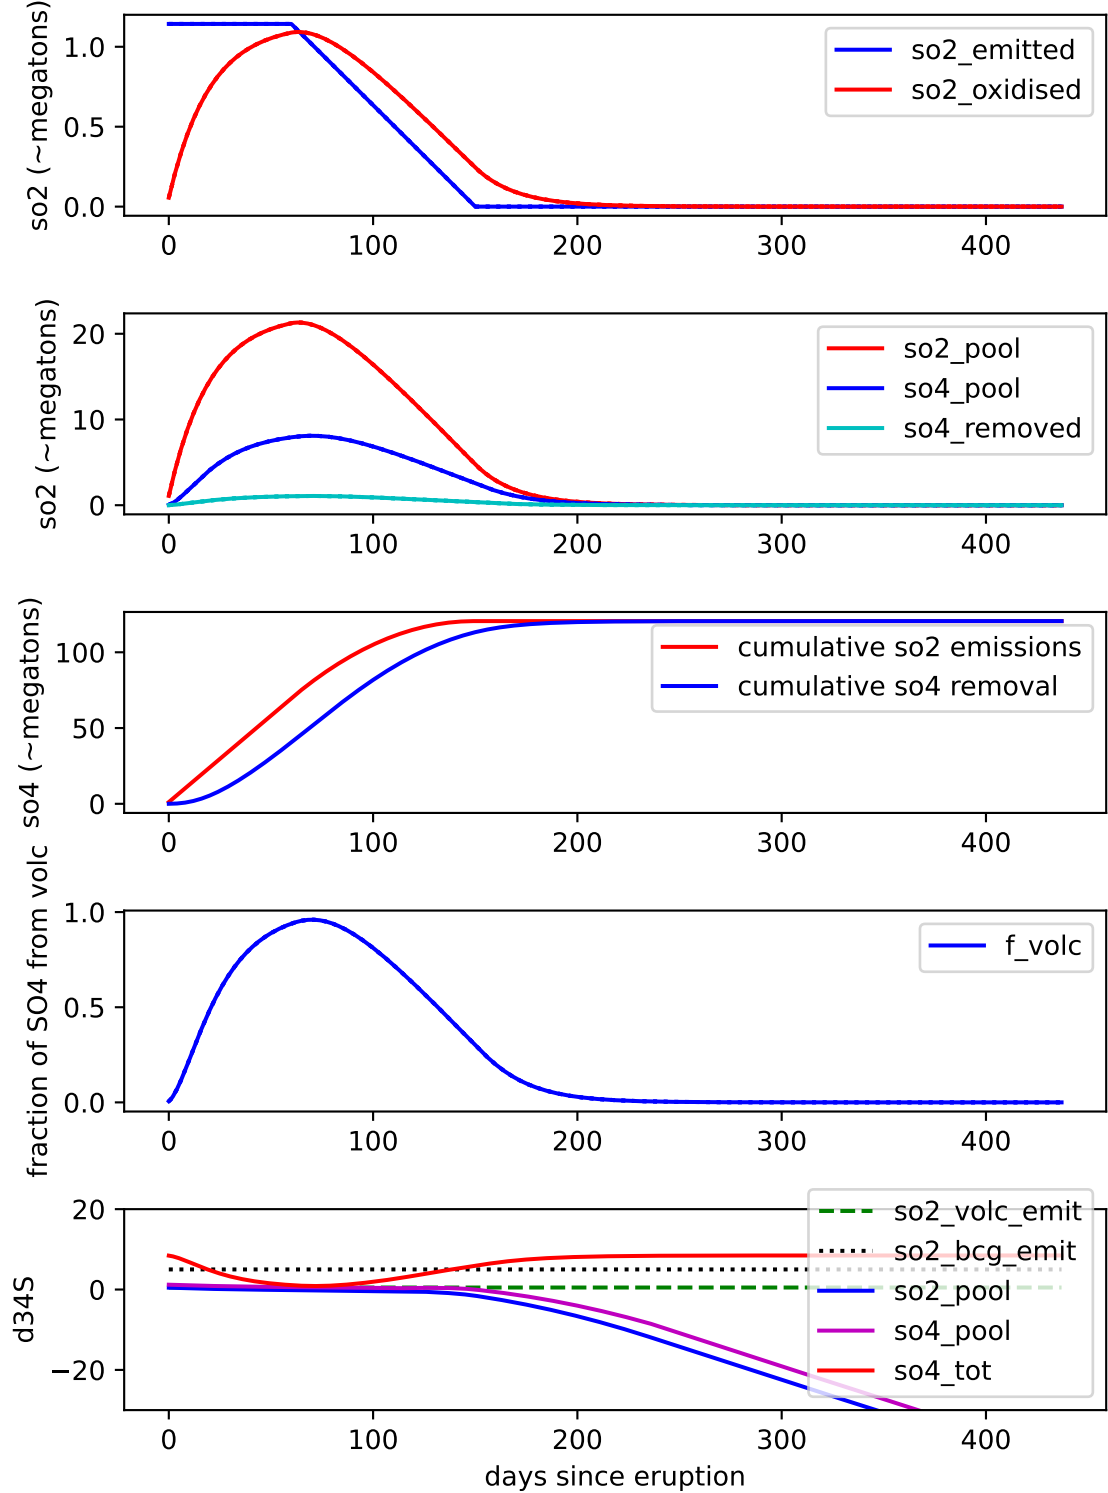 so2 (~megatons)
1.0
0.5
0.0
so2_emitted
so2_oxidised
0 100 200 300 400
so2 (~megatons)
20
10
0
so2_pool
so4_pool
so4_removed
0 100 200 300 400
so4 (~megatons)
100
50
0
cumulative so2 emissions
cumulative so4 removal
0 100 200 300 400
fraction of SO4 from volc
1.0
0.5
0.0
f_volc
0 100 200 300 400
d34S
20
0
−20
so2_volc_emit
so2_bcg_emit
so2_pool
so4_pool
so4_tot
0 100 200 300 400
days since eruption